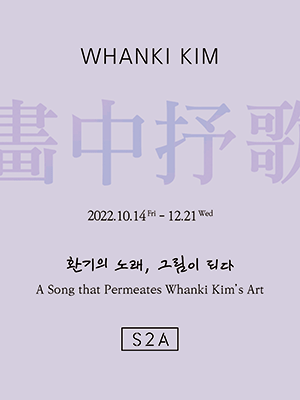 WHANKI KIM
畵中抒歌
2022.10.14 Fri - 12.21 Wed
환기의 노래, 그림이 되다
A Song that Permeates Whanki Kim's Art
S2A